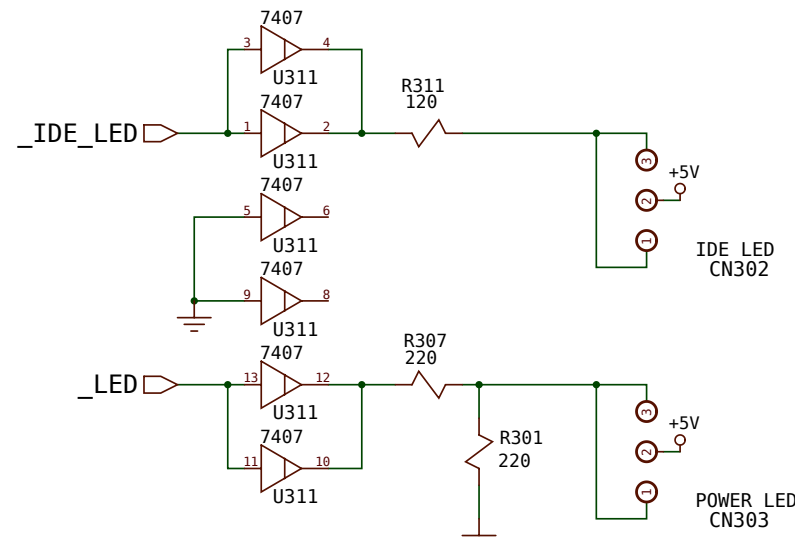 7407
3 4
U311
7407
_IDE_LED
1 2
U311
R311
120
3
+5V
2
1
IDE LED
CN302
7407
5 6
U311
7407
9 8
U311
7407
_LED
13 12
U311
7407
11 10
U311
R307
220
R301
220
3
+5V
2
1
POWER LED
CN303